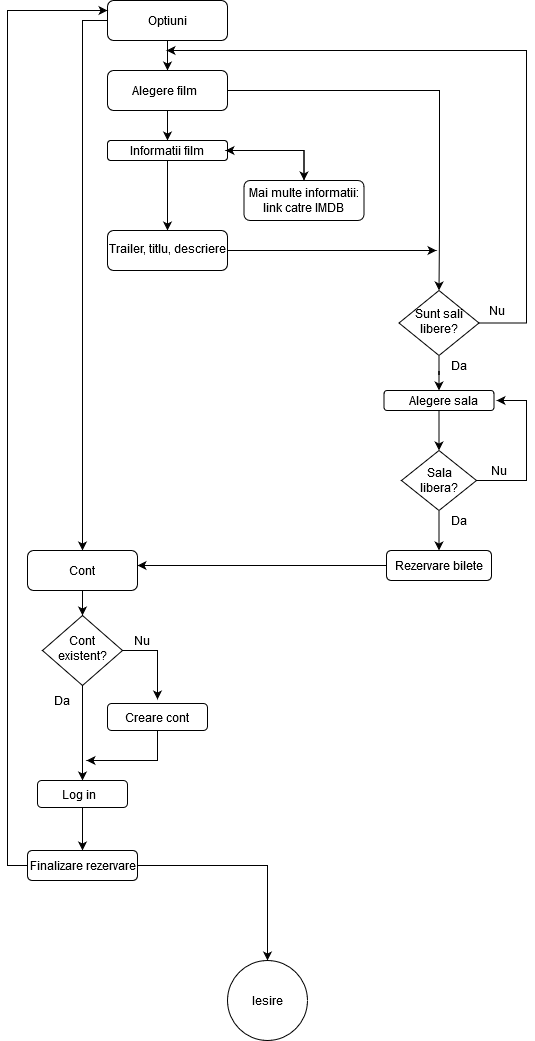 Optiuni
Alegere film
Informatii film
Mai multe informatii:
link catre IMDB
Trailer, titlu, descriere
Sunt sali
libere?
Nu
Da
Alegere sala
Sala
libera?
Nu
Da
Rezervare bilete
Cont
Cont
existent?
Nu
Da
Creare cont
Log in
Finalizare rezervare
Iesire